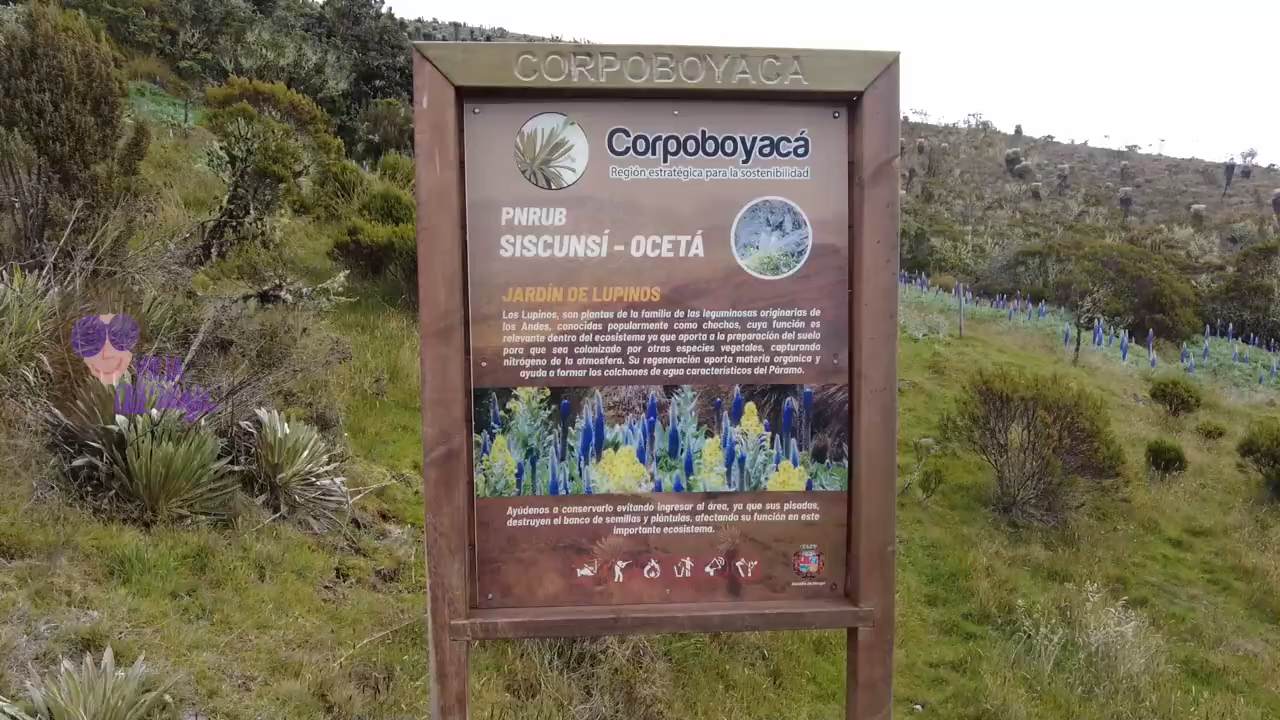 CORPOBOYACA
Corpoboyacá
Región estratégica para la sostenibilidad
PNRUB
SISCUNSÍ - OCETÁ
JARDÍN DE LUPINOS
Los Lupinos, son plantas de la familia de las leguminosas originarias de
los Andes, conocidas popularmente como chochos, cuya función es
relevante dentro del ecosistema ya que aporta a la preparación del suelo
para que sea colonizado por otras especies vegetales, capturando
nitrógeno de la atmosfera. Su regeneración aporta materia orgánica y
ayuda a formar los colchones de agua característicos del Páramo.
Ayúdenos a conservarlo evitando ingresar al área, ya que sus pisadas,
destruyen el banco de semillas y plántulas, afectando su función en este
importante ecosistema.